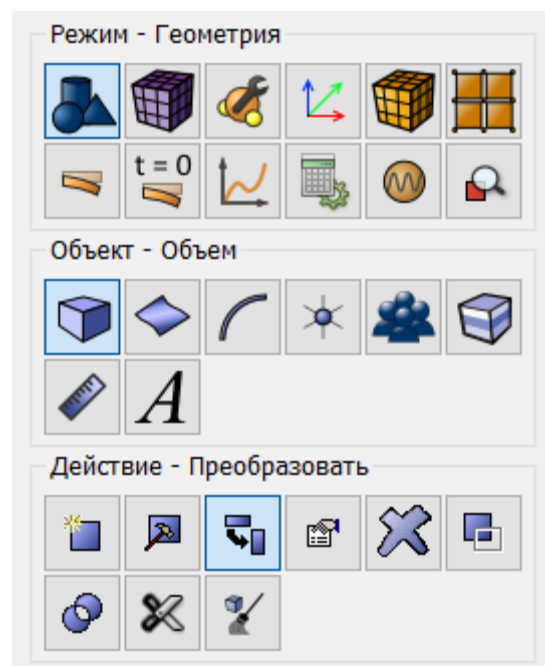 Режим - Геометрия
t = 0
Объект - Объем
A
Действие - Преобразовать